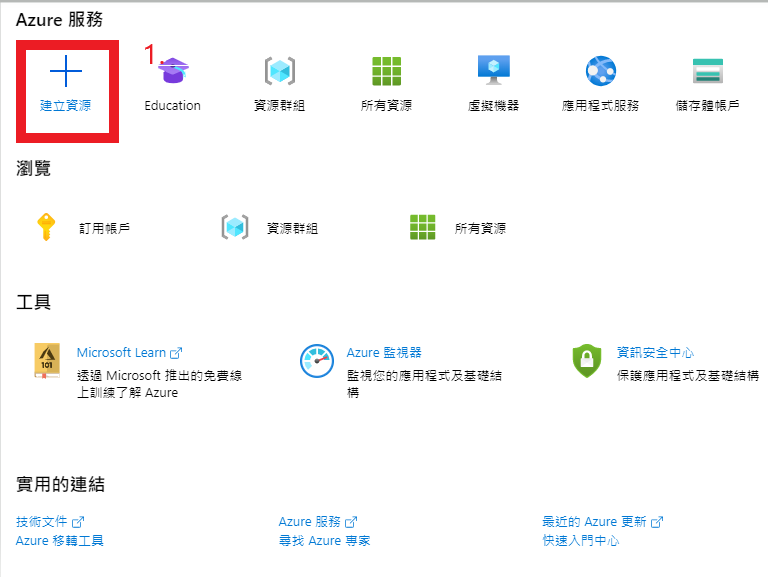 Azure 服務
1.
建立資源
Education
資源群組
所有資源
虛擬機器
應用程式服務
儲存體帳戶
瀏覽
訂用帳戶
資源群組
所有資源
工具
101
Microsoft Learn
透過 Microsoft 推出的免費線
上訓練了解 Azure
Azure 監視器
監視您的應用程式及基礎結
構
資訊安全中心
保護應用程式及基礎結構
實用的連結
技術文件
Azure 服務
最近的 Azure 更新
Azure 移轉工具
尋找 Azure 專家
快速入門中心